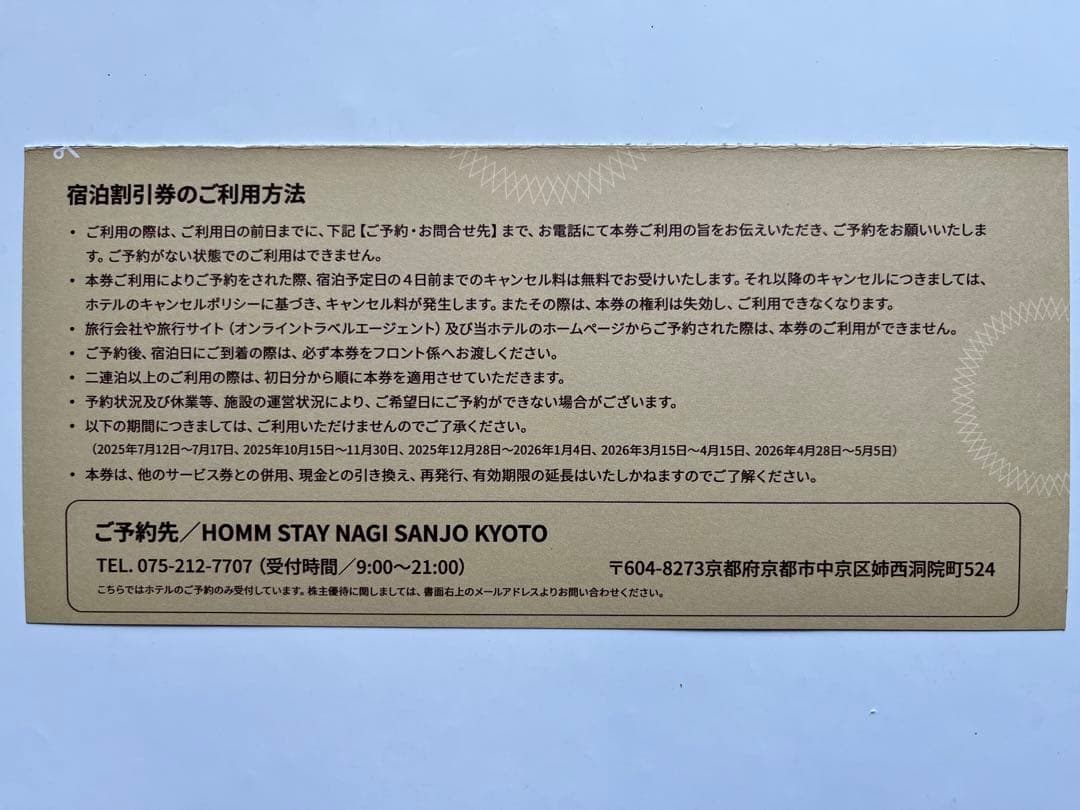 宿泊割引券のご利用方法
・ ご利用の際は、ご利用日の前日までに、下記【ご予約・お問合せ先】まで、お電話にて本券ご利用の旨をお伝えいただき、ご予約をお願いいたしま
す。ご予約がない状態でのご利用はできません。
・ 本券ご利用によりご予約をされた際、宿泊予定日の4日前までのキャンセル料は無料でお受けいたします。それ以降のキャンセルにつきましては、
ホテルのキャンセルポリシーに基づき、キャンセル料が発生します。またその際は、本券の権利は失効し、ご利用できなくなります。
・ 旅行会社や旅行サイト（オンライントラベルエージェント）及び当ホテルのホームページからご予約された際は、本券のご利用ができません。
・ ご予約後、宿泊日にご到着の際は、必ず本券をフロント係へお渡しください。
・ 二連泊以上のご利用の際は、初日分から順に本券を適用させていただきます。
・ 予約状況及び休業等、施設の運営状況により、ご希望日にご予約ができない場合がございます。
・ 以下の期間につきましては、ご利用いただけませんのでご了承ください。
（2025年7月12日～7月17日、2025年10月15日～11月30日、2025年12月28日～2026年1月4日、2026年3月15日～4月15日、2026年4月28日～5月5日）
・ 本券は、他のサービス券との併用、現金との引き換え、再発行、有効期限の延長はいたしかねますのでご了解ください。
ご予約先／HOMM STAY NAGI SANJO KYOTO
TEL. 075-212-7707（受付時間／9:00～21:00） 〒604-8273京都府京都市中京区姉西洞院町524
こちらではホテルのご予約のみ受付しています。株主優待に関しましては、書面右上のメールアドレスよりお問い合わせください。